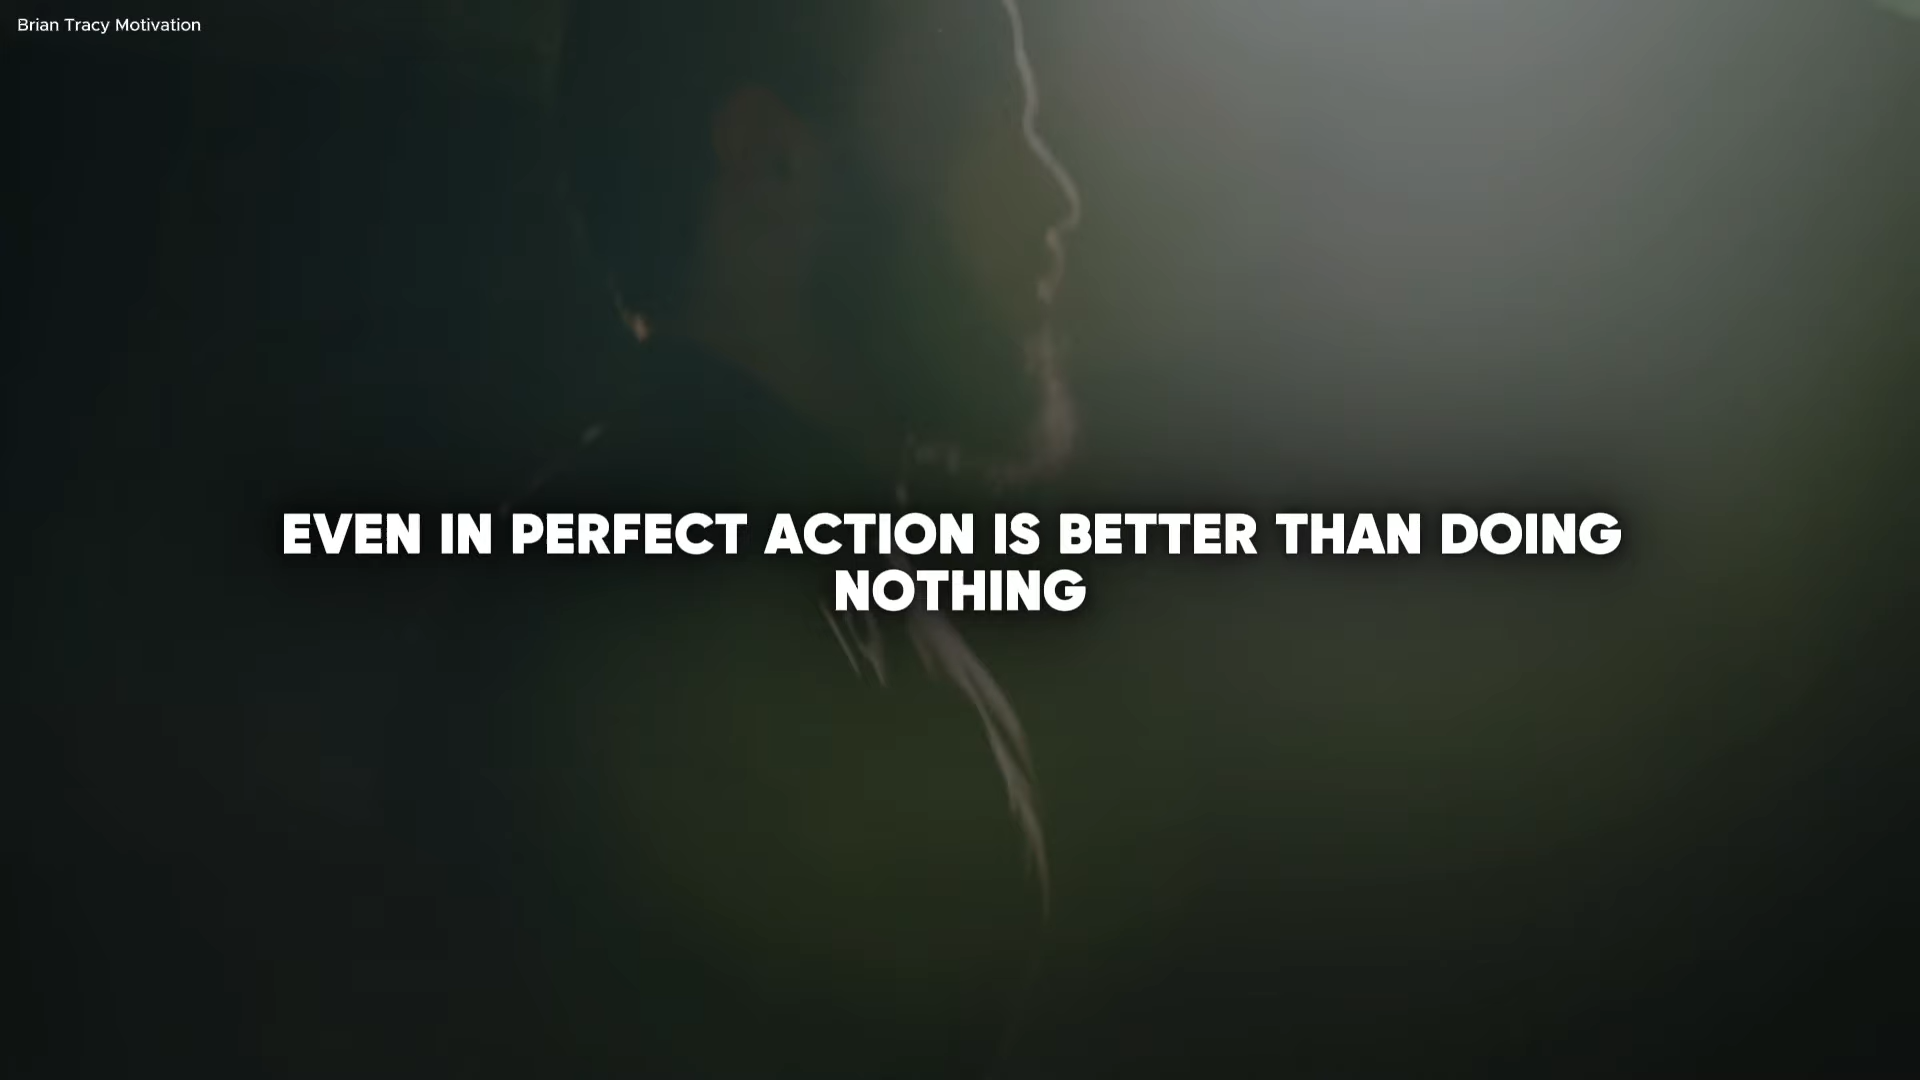 Brian Tracy Motivation
EVEN IN PERFECT ACTION IS BETTER THAN DOING
NOTHING